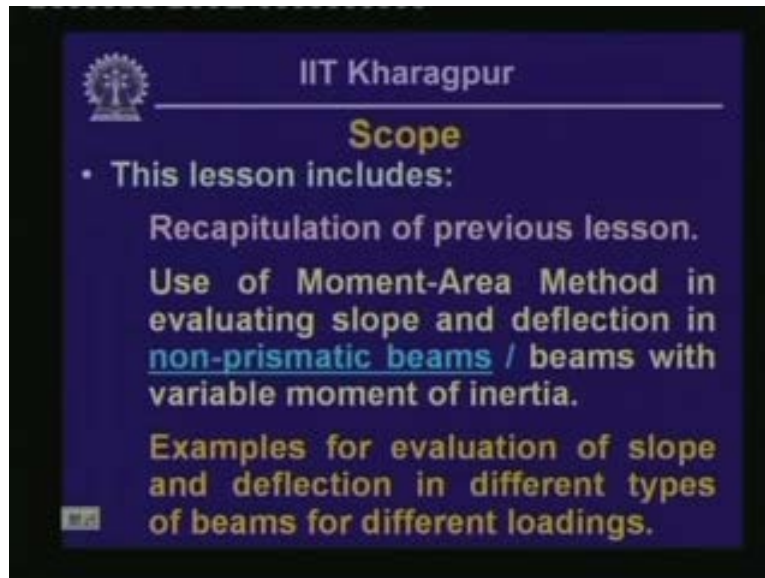 IIT Kharagpur
Scope
• This lesson includes:
Recapitulation of previous lesson.
Use of Moment-Area Method in
evaluating slope and deflection in
non-prismatic beams / beams with
variable moment of inertia.
Examples for evaluation of slope
and deflection in different types
of beams for different loadings.